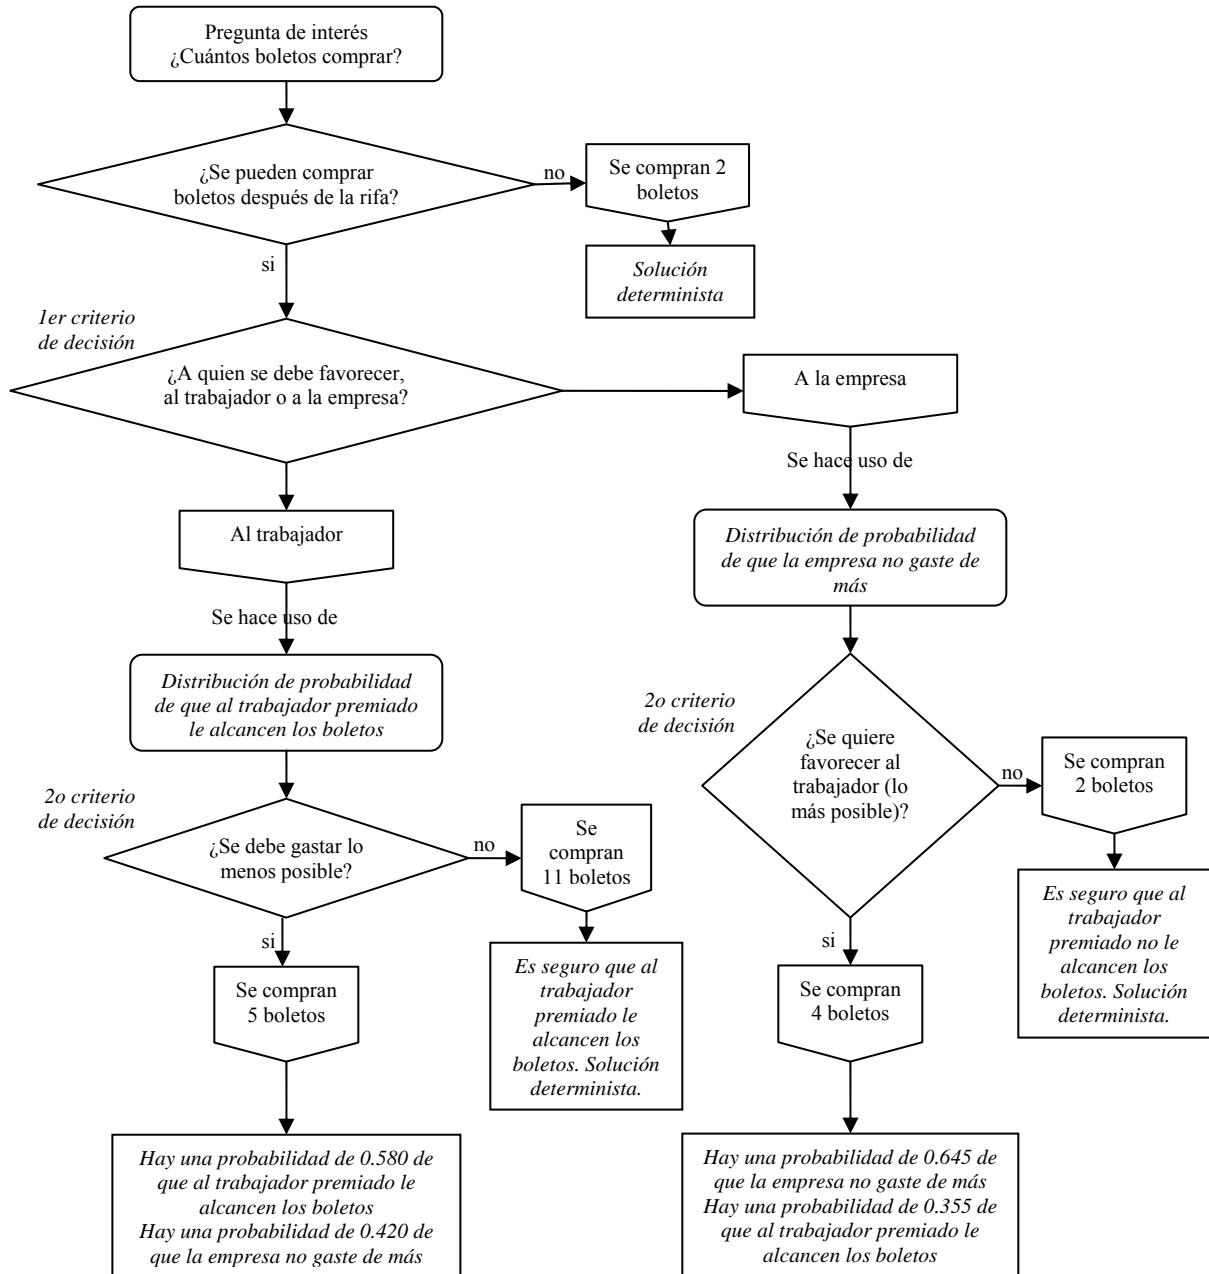 Pregunta de interés
¿Cuántos boletos comprar?
¿Se pueden comprar
boletos después de la rifa?
no
Se compran 2
boletos
Solución
determinista
si
1er criterio
de decisión
¿A quien se debe favorecer,
al trabajador o a la empresa?
A la empresa
Se hace uso de
Distribución de probabilidad
de que la empresa no gaste de
más
Al trabajador
Se hace uso de
Distribución de probabilidad
de que al trabajador premiado
le alcancen los boletos
2o criterio
de decisión
¿Se debe gastar lo
menos posible?
no
Se
compran
11 boletos
Es seguro que al
trabajador
premiado le
alcancen los
boletos. Solución
determinista.
si
Se compran
5 boletos
Hay una probabilidad de 0.580 de
que al trabajador premiado le
alcancen los boletos
Hay una probabilidad de 0.420 de
que la empresa no gaste de más
2o criterio
de decisión
¿Se quiere
favorecer al
trabajador (lo
más posible)?
no
Se compran
2 boletos
Es seguro que al
trabajador
premiado no le
alcancen los
boletos. Solución
determinista.
si
Se compran
4 boletos
Hay una probabilidad de 0.645 de
que la empresa no gaste de más
Hay una probabilidad de 0.355 de
que al trabajador premiado le
alcancen los boletos